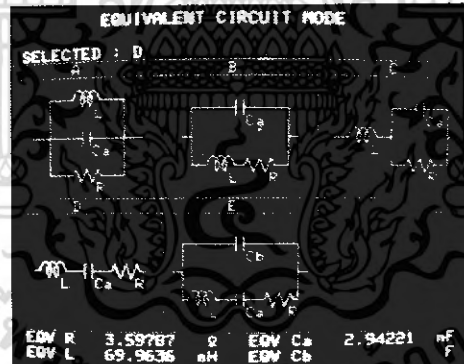 EQUIVALENT CIRCUIT MODE
SELECTED : D
A B C
L
Ca
R
Ca
L R
L
Ca
R
D E
L Ca R
Cb
L Ca R
EQV R 3.59787 Ω EQV Ca 2.94221 nF
EQV L 69.9636 nH EQV Cb F